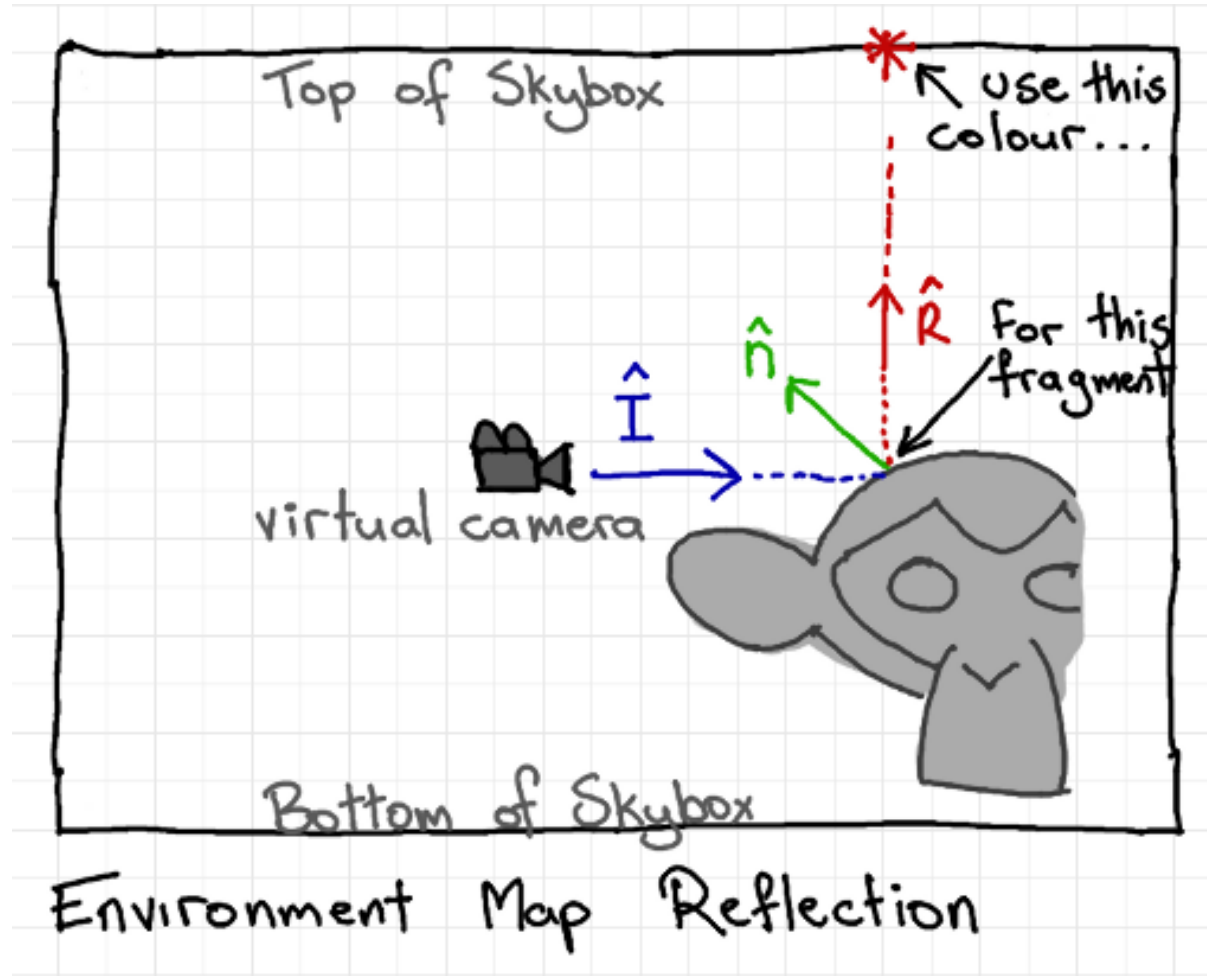 Top of Skybox
use this
colour...
R̂
For this
fragment
n̂
Î
virtual camera
Bottom of Skybox
Environment Map Reflection